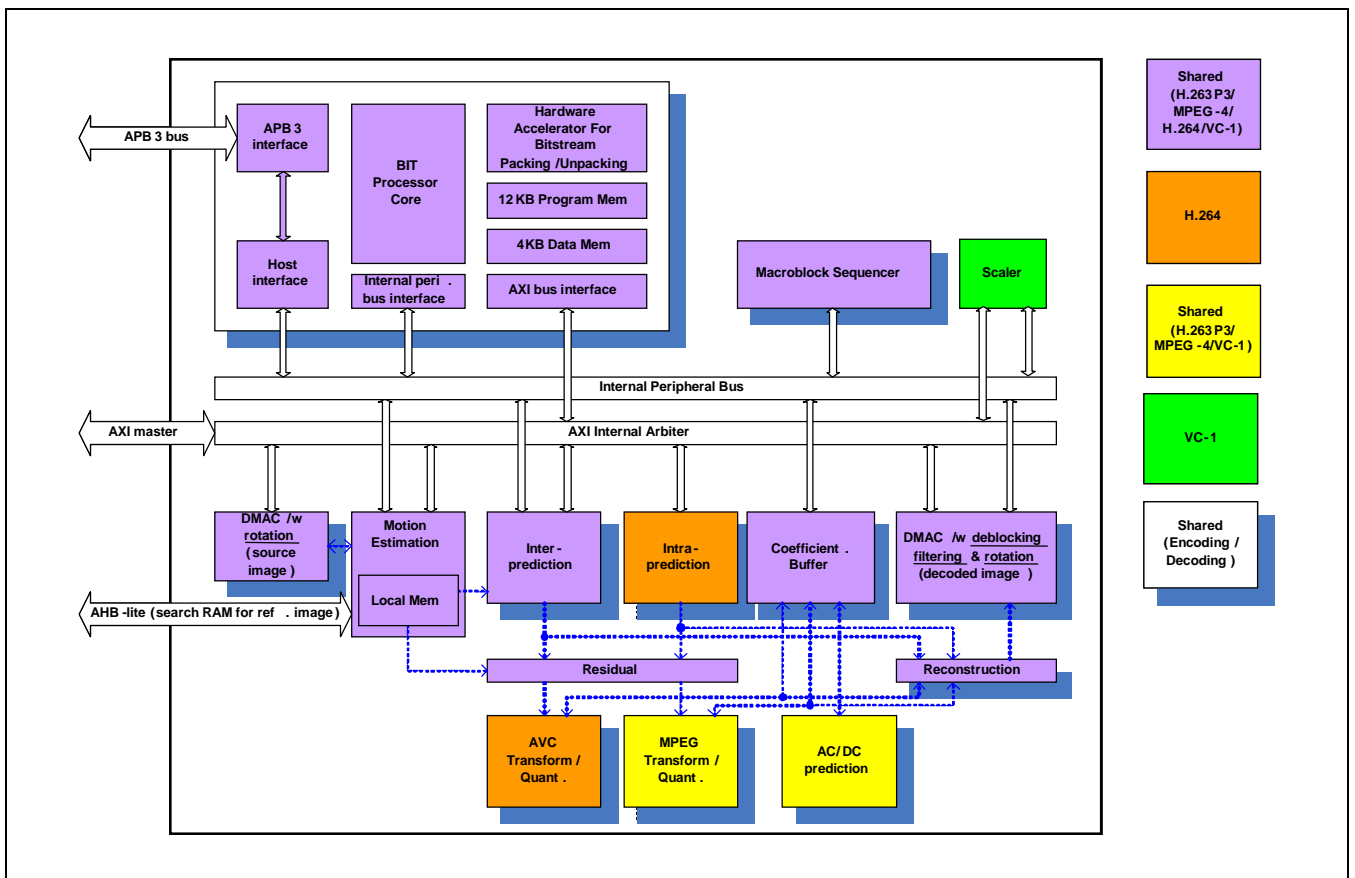 APB 3 bus
APB 3
interface
Host
interface
BIT
Processor
Core
Internal peri .
bus interface
Hardware
Accelerator For
Bitstream
Packing /Unpacking
12 KB Program Mem
4KB Data Mem
AXI bus interface
Macroblock Sequencer
Scaler
Internal Peripheral Bus
AXI master
AXI Internal Arbiter
DMAC /w
rotation
(source
image )
Motion
Estimation
Local Mem
Inter -
prediction
Intra-
prediction
Coefficient .
Buffer
DMAC /w deblocking
filtering & rotation
(decoded image )
AHB -lite (search RAM for ref . image)
Residual
Reconstruction
AVC
Transform /
Quant .
MPEG
Transform /
Quant .
AC/DC
prediction
Shared
(H.263 P3/
MPEG -4/
H.264/VC-1)
H.264
Shared
(H.263 P3/
MPEG -4/VC-1)
VC-1
Shared
(Encoding /
Decoding )